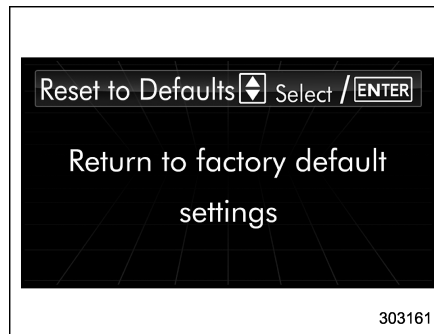 Reset to Defaults Select / ENTER
Return to factory default
settings
303161